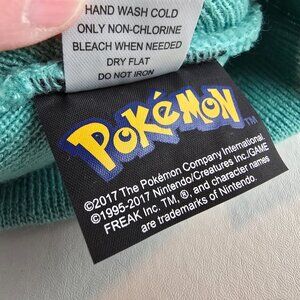 HAND WASH COLD
ONLY NON-CHLORINE
BLEACH WHEN NEEDED
DRY FLAT
DO NOT IRON
POKéMON TM
©2017 The Pokémon Company International.
©1995-2017 Nintendo/Creatures Inc./GAME
FREAK Inc. TM, ®, and character names
are trademarks of Nintendo.